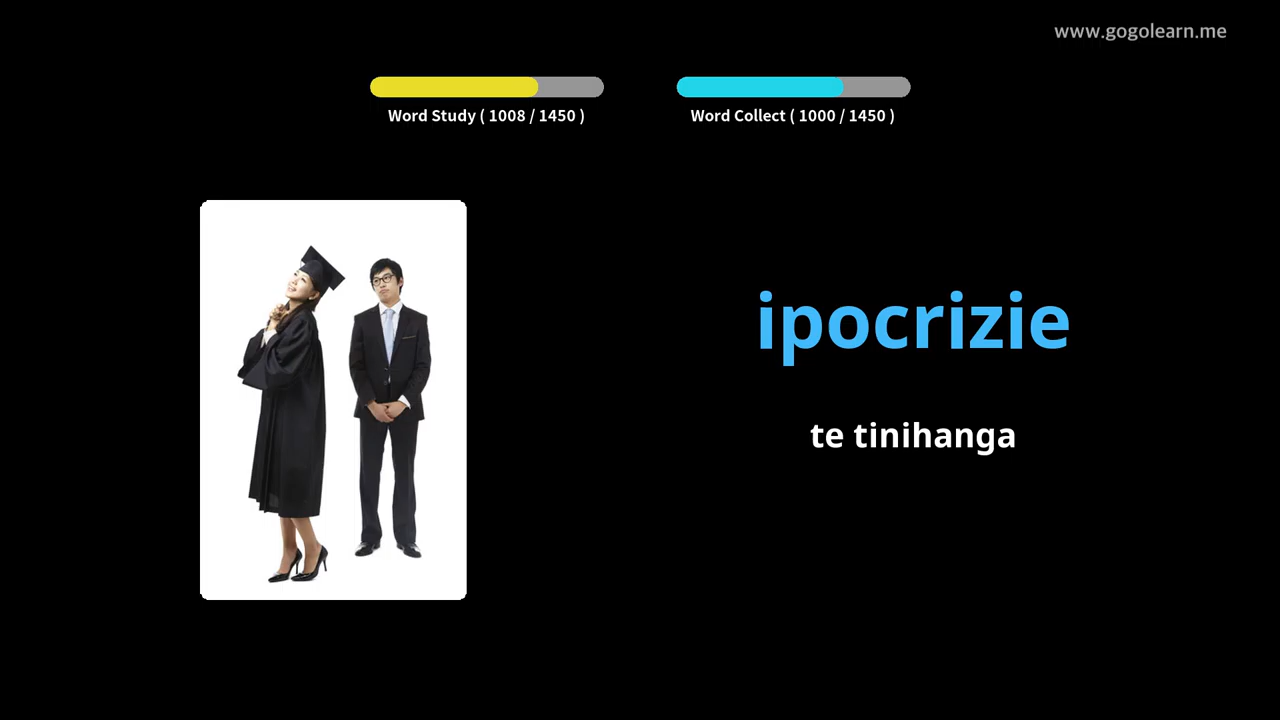 www.gogolearn.me
Word Study ( 1008 / 1450 )
Word Collect ( 1000 / 1450 )
ipocrizie
te tinihanga